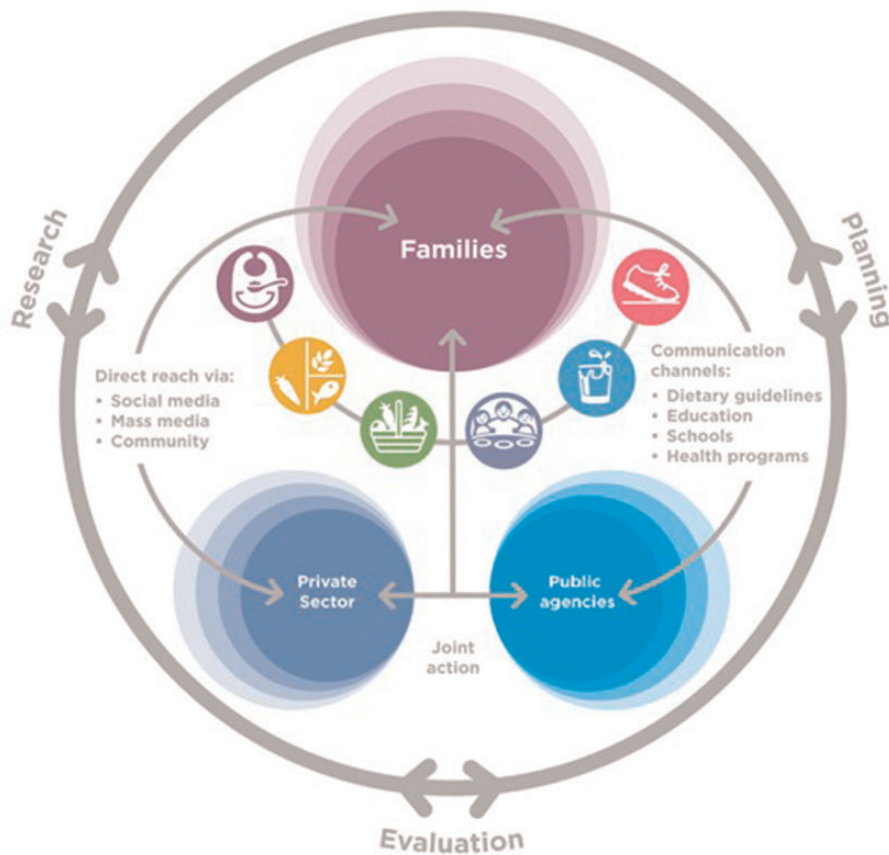 Research
Planning
Families
Direct reach via:
• Social media
• Mass media
• Community
Communication
channels:
• Dietary guidelines
• Education
• Schools
• Health programs
Private
Sector
Public
agencies
Joint
action
Evaluation